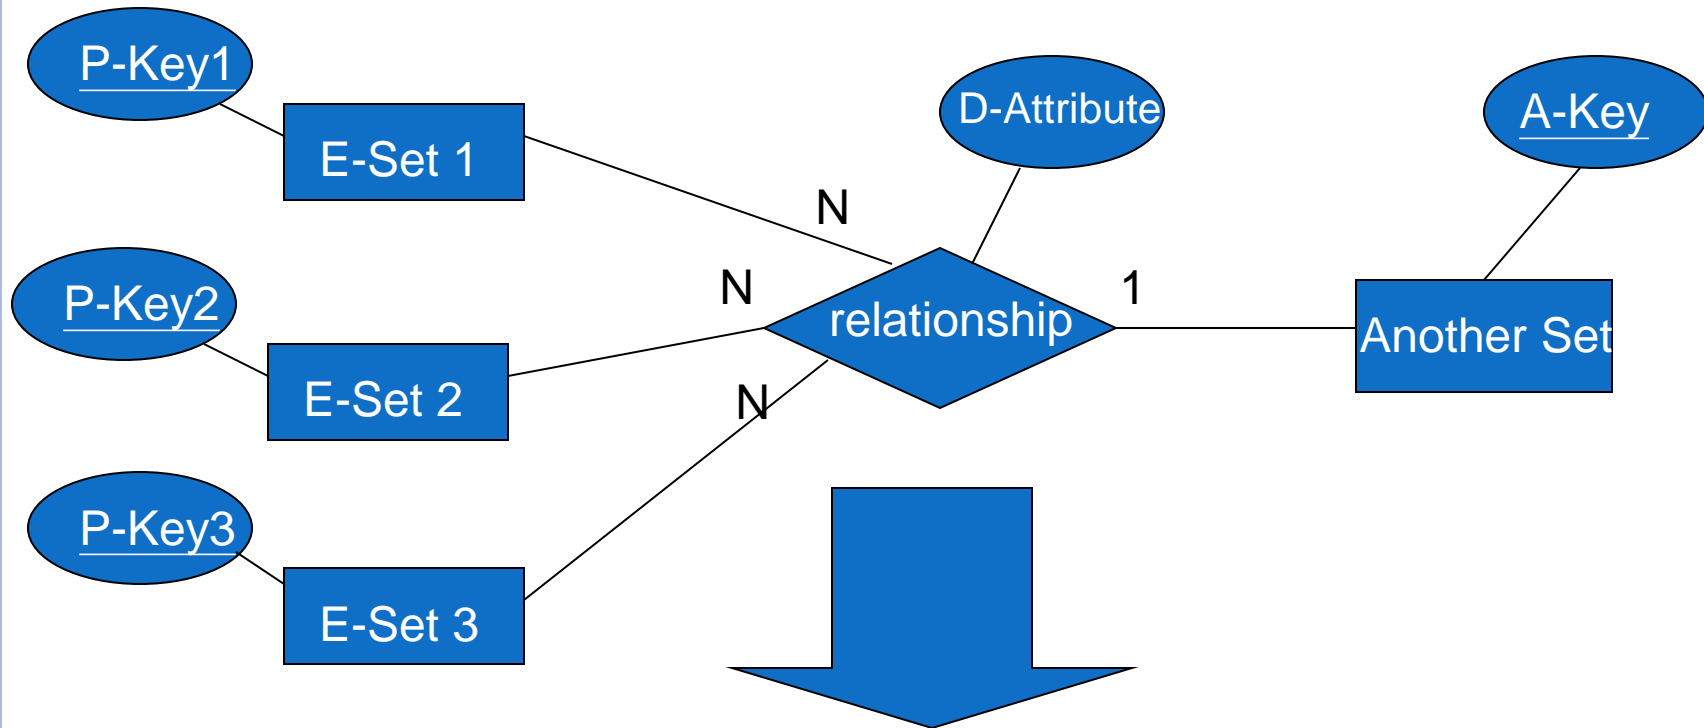 P-Key1
D-Attribute
A-Key
E-Set 1
N
P-Key2
N
1
relationship
Another Set
E-Set 2
N
P-Key3
E-Set 3